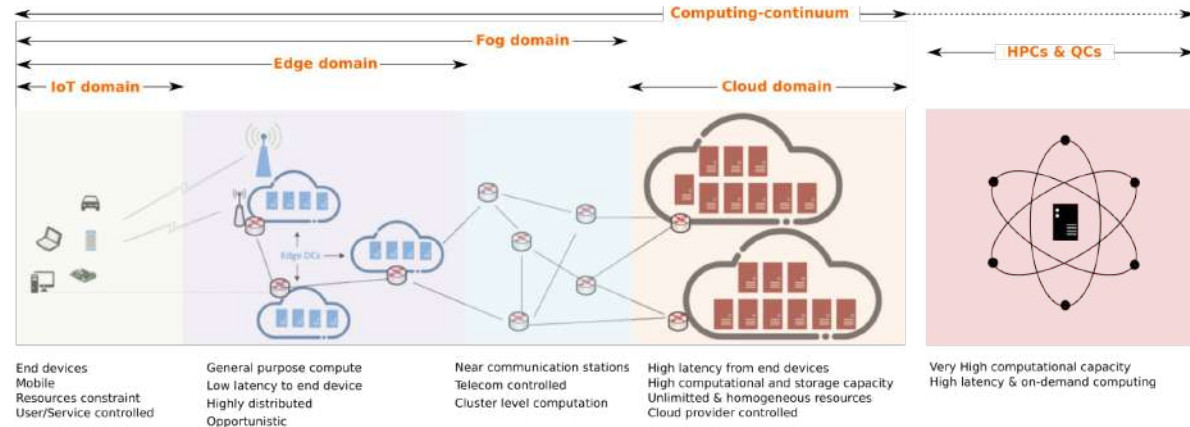 Computing-continuum
Fog domain
HPCs & QCs
Edge domain
IoT domain
Cloud domain
Edge-DCs
End devices
Mobile
Resources constraint
User/Service controlled
General purpose compute
Low latency to end device
Highly distributed
Opportunistic
Near communication stations
Telecom controlled
Cluster level computation
High latency from end devices
High computational and storage capacity
Unlimitted & homogeneous resources
Cloud provider controlled
Very High computational capacity
High latency & on-demand computing